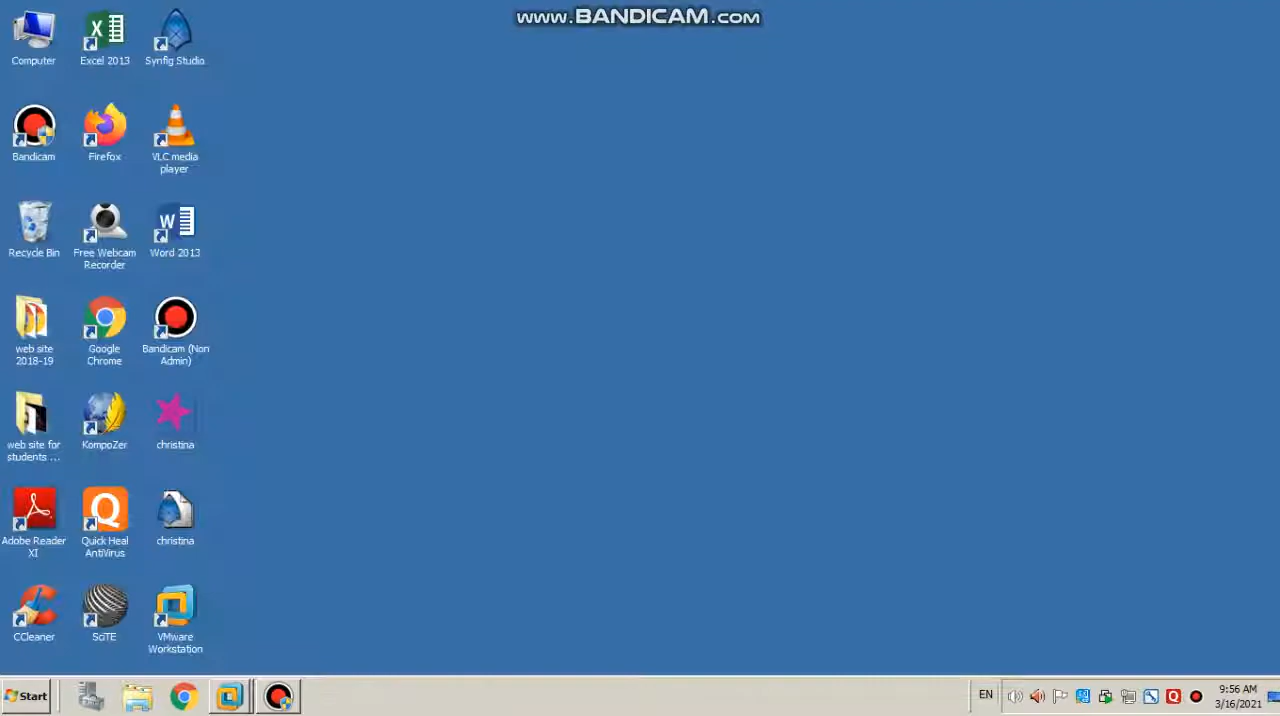 www.BANDICAM.com
Computer
Excel 2013
Synfig Studio
Bandicam
Firefox
VLC media
player
Recycle Bin
Free Webcam
Recorder
Word 2013
web site
2018-19
Google
Chrome
Bandicam (Non
Admin)
web site for
students ...
KompoZer
christina
Adobe Reader
XI
Quick Heal
AntiVirus
christina
CCleaner
SciTE
VMware
Workstation
Start
EN
9:56 AM
3/16/2021